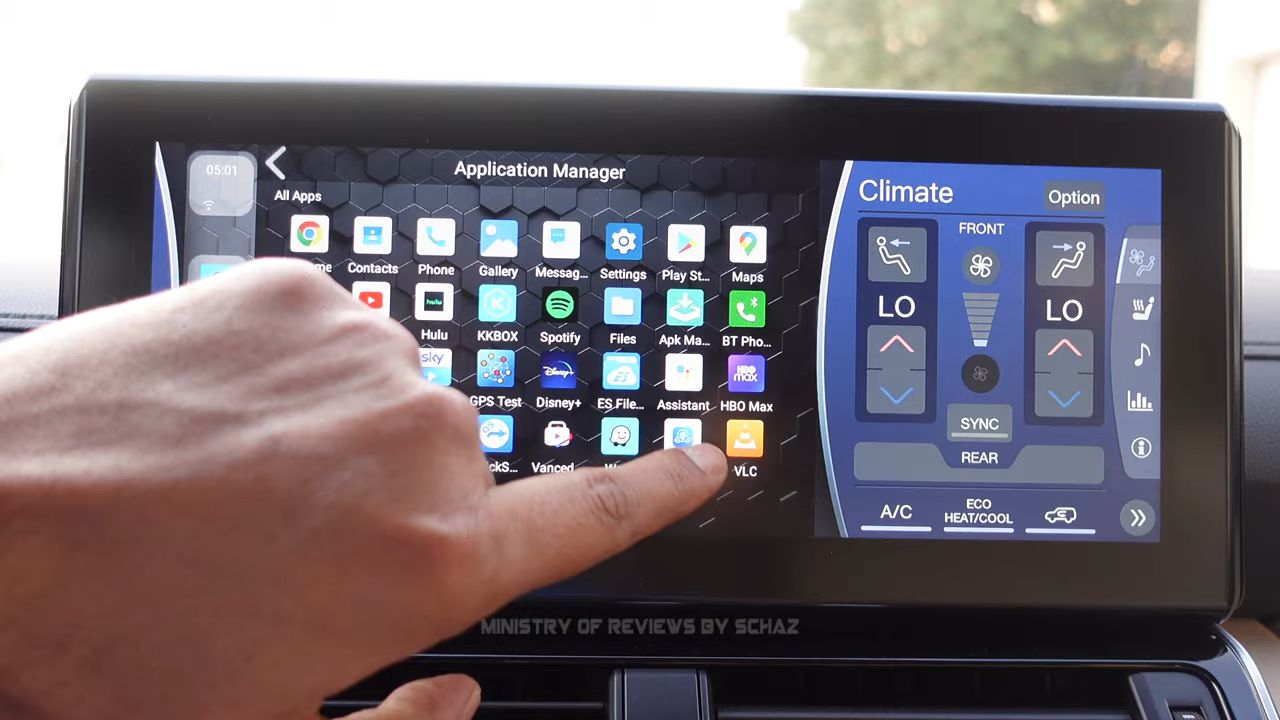 05:01
Application Manager
All Apps
Contacts
Phone
Gallery
Messag...
Settings
Play St...
Maps
hulu
Hulu
KKBOX
Spotify
Files
Apk Ma...
BT Pho...
sky
GPS Test
Disney+
Disney+
ES File...
Assistant
HBO
max
HBO Max
Vanced
VLC
Climate
Option
FRONT
LO
LO
SYNC
REAR
A/C
ECO
HEAT/COOL
MINISTRY OF REVIEWS BY SCHAZ